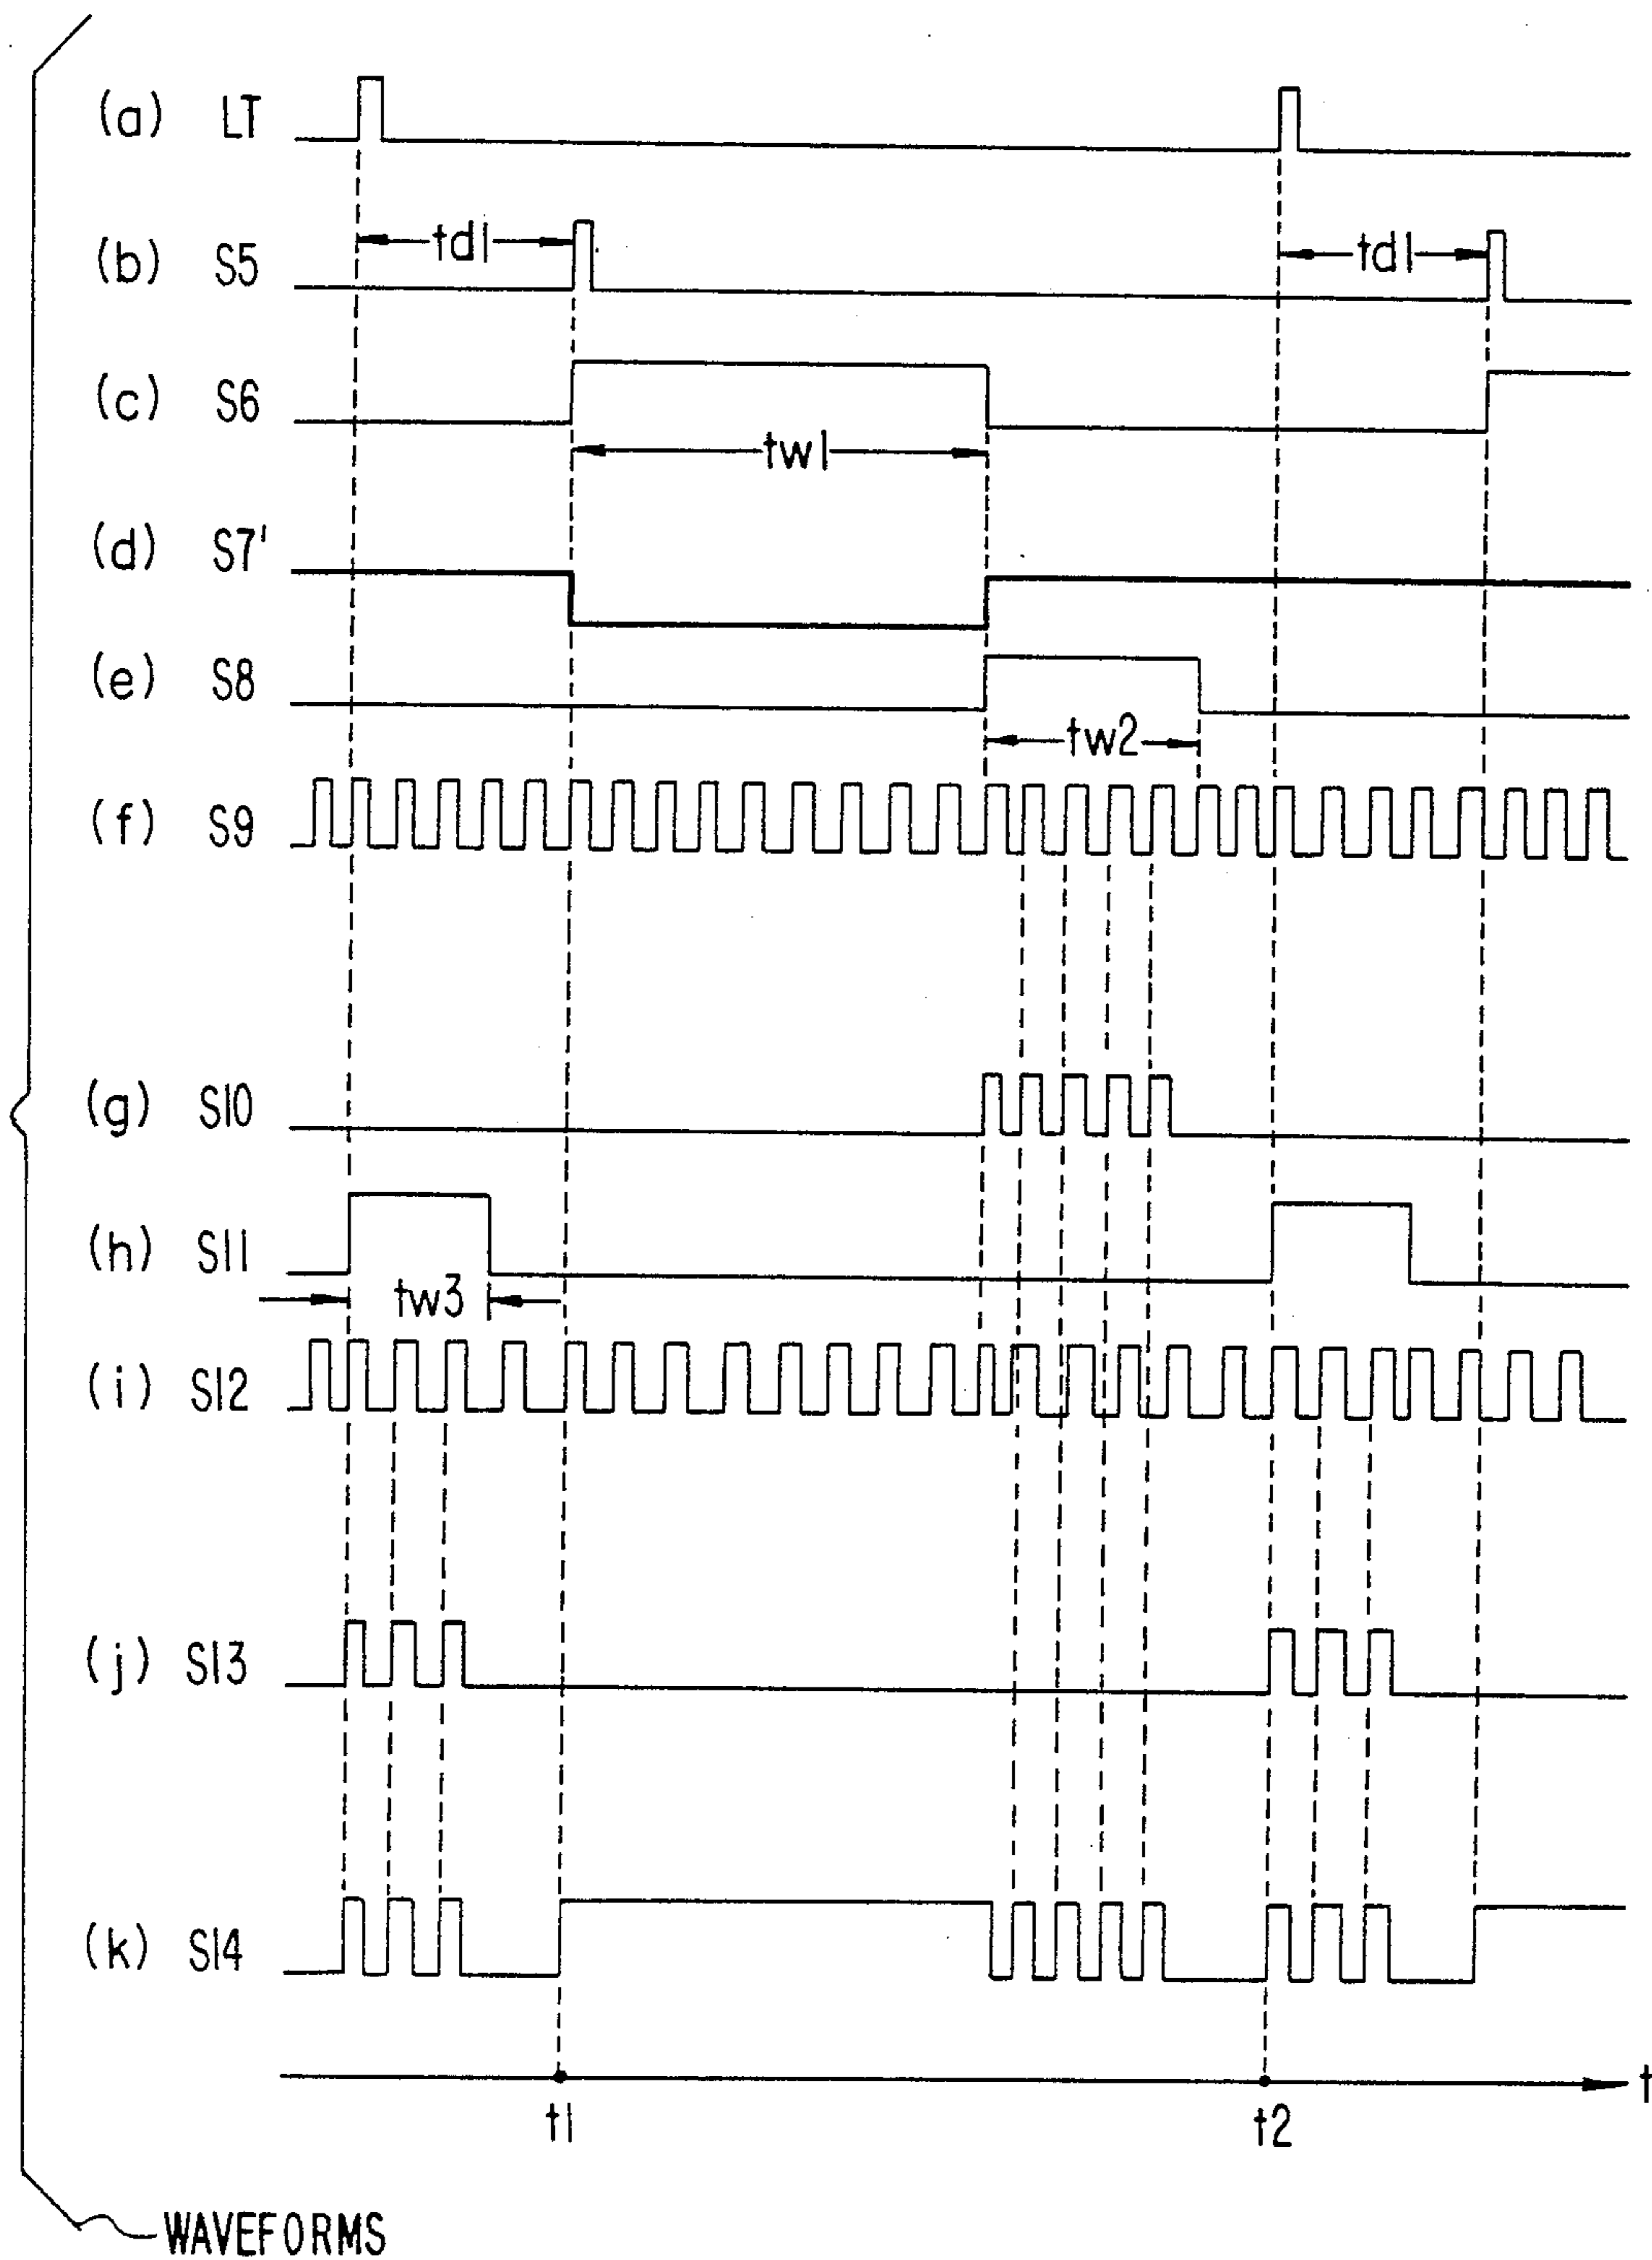 (a) LT
(b) S5
td1
td1
(c) S6
tw1
(d) S7'
(e) S8
tw2
(f) S9
(g) S10
(h) S11
tw3
(i) S12
(j) S13
(k) S14
t
t1
t2
WAVEFORMS